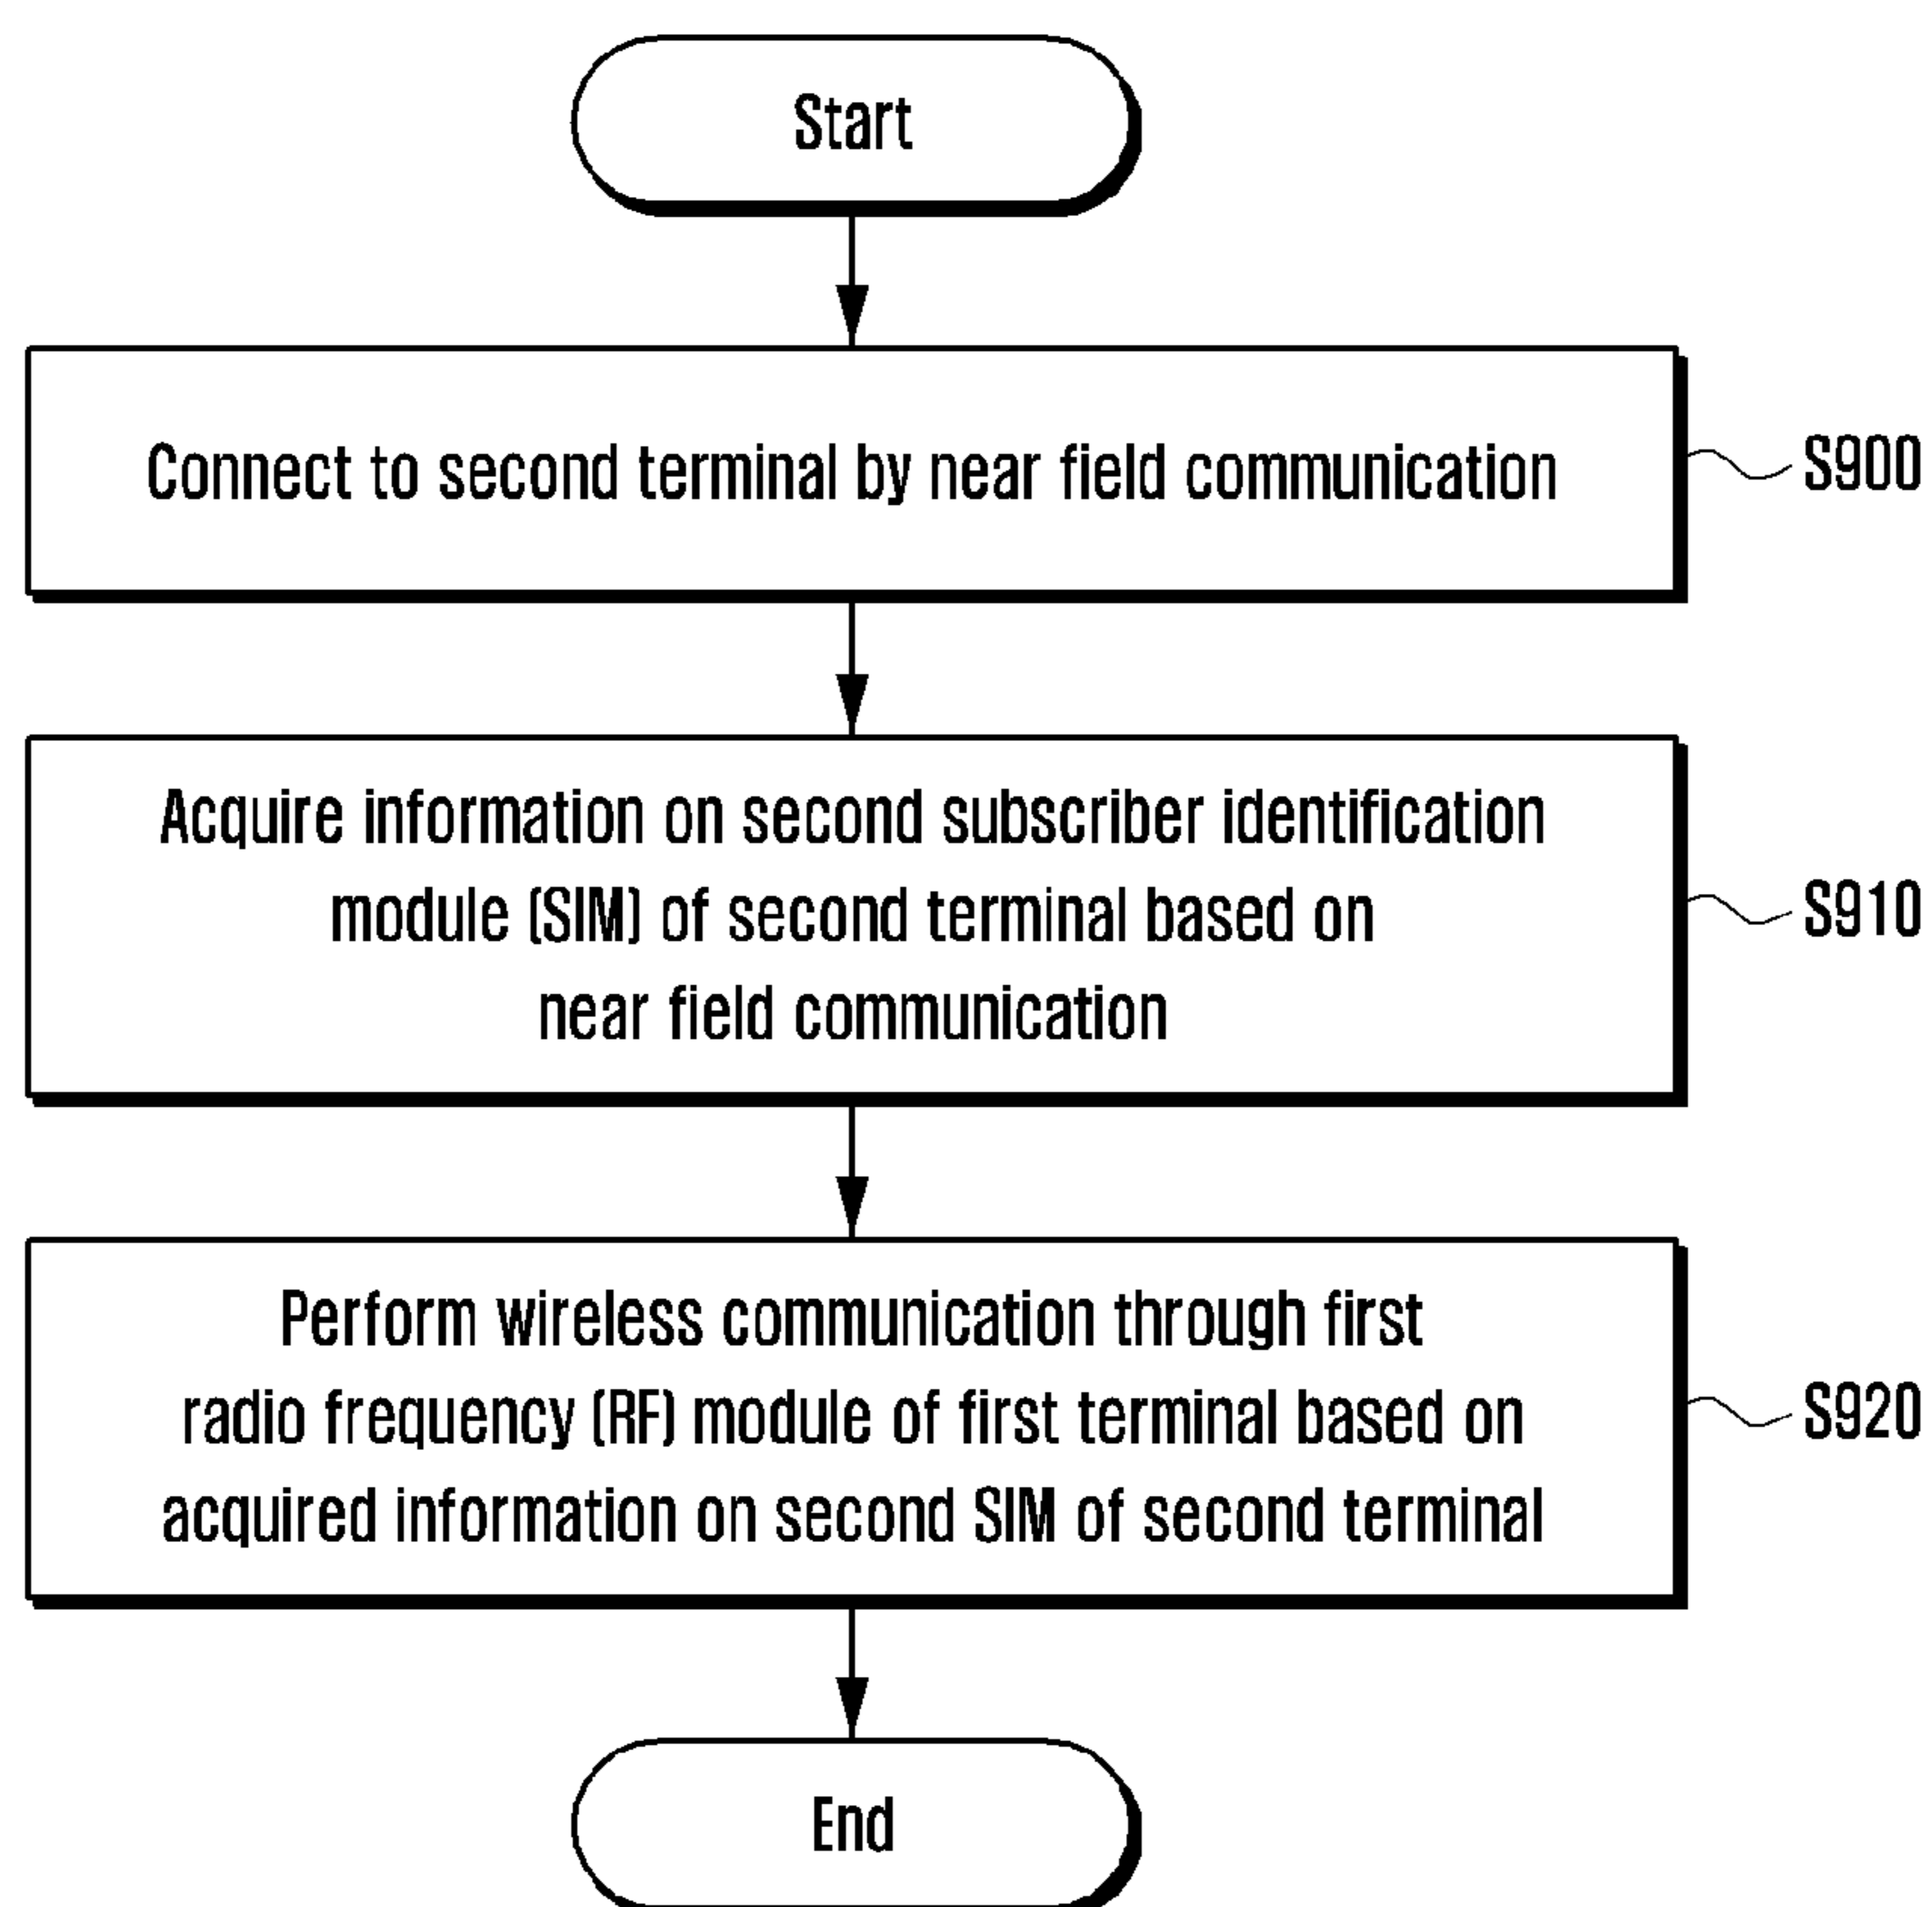 Start
Connect to second terminal by near field communication
S900
Acquire information on second subscriber identification
module (SIM) of second terminal based on
near field communication
S910
Perform wireless communication through first
radio frequency (RF) module of first terminal based on
acquired information on second SIM of second terminal
S920
End